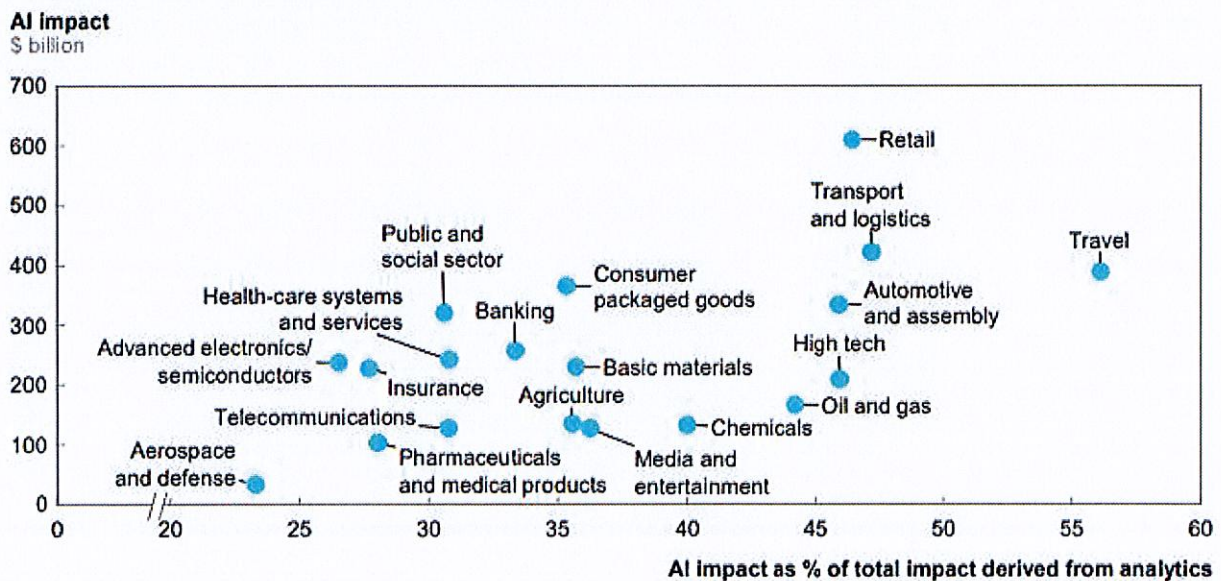 AI impact
$ billion
700
600
500
400
300
200
100
0
Retail
Transport
and logistics
Travel
Public and
social sector
Consumer
packaged goods
Automotive
and assembly
Health-care systems
and services
Banking
High tech
Advanced electronics/
semiconductors
Insurance
Basic materials
Agriculture
Oil and gas
Telecommunications
Chemicals
Aerospace
and defense
Pharmaceuticals
and medical products
Media and
entertainment
0 20 25 30 35 40 45 50 55 60
AI impact as % of total impact derived from analytics